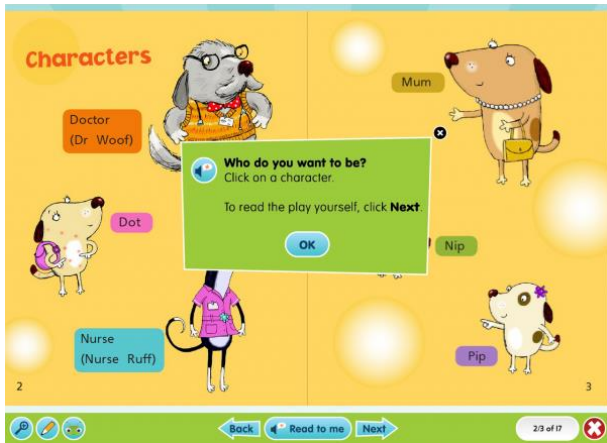 Characters
Doctor
(Dr Woof)
Mum
Who do you want to be?
Click on a character.
To read the play yourself, click Next.
OK
Dot
Nip
Nurse
(Nurse Ruff)
Pip
2
3
Back
Read to me
Next
2/3 of 17